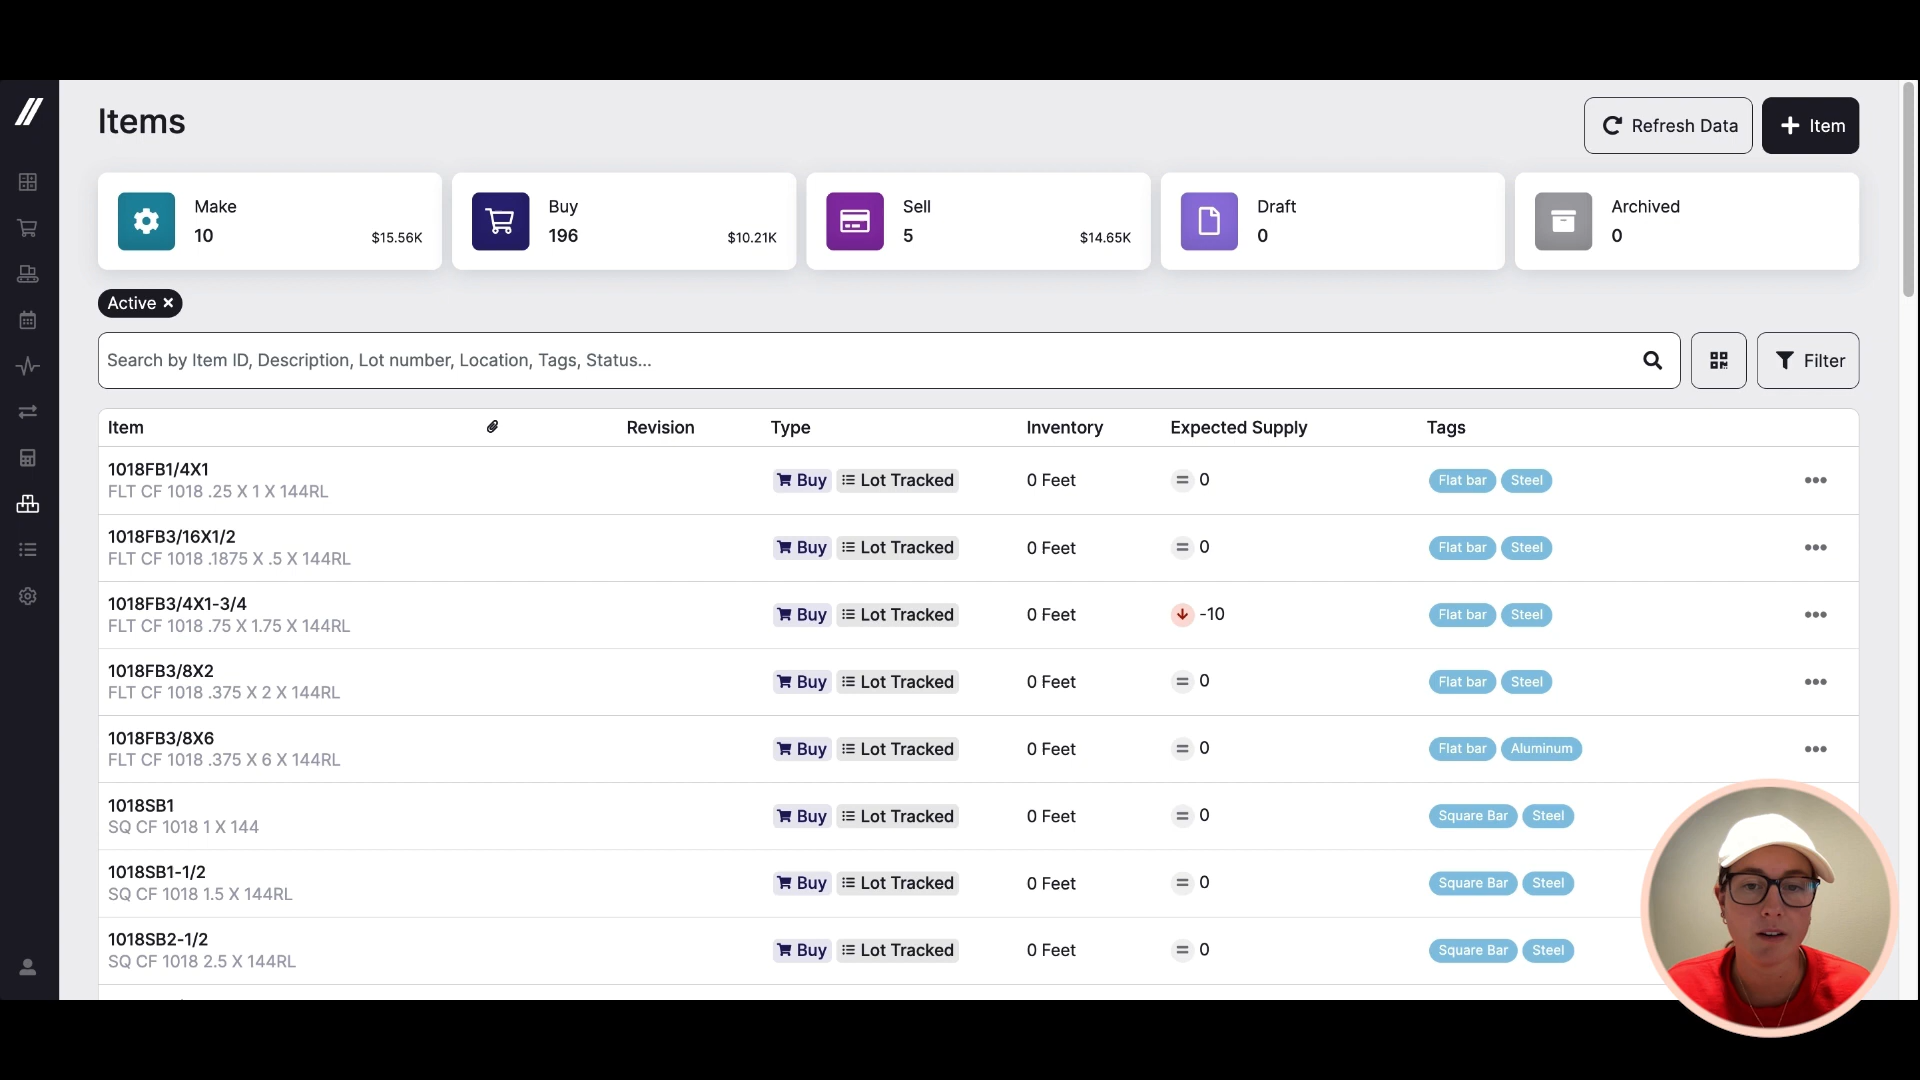 Items
Refresh Data
Item
Make
10
$15.56K
Buy
196
$10.21K
Sell
5
$14.65K
Draft
0
Archived
0
Active
Search by Item ID, Description, Lot number, Location, Tags, Status...
Filter
Item Revision Type Inventory Expected Supply Tags
1018FB1/4X1
FLT CF 1018 .25 X 1 X 144RL
Buy Lot Tracked 0 Feet 0 Flat bar Steel
1018FB3/16X1/2
FLT CF 1018 .1875 X .5 X 144RL
Buy Lot Tracked 0 Feet 0 Flat bar Steel
1018FB3/4X1-3/4
FLT CF 1018 .75 X 1.75 X 144RL
Buy Lot Tracked 0 Feet -10 Flat bar Steel
1018FB3/8X2
FLT CF 1018 .375 X 2 X 144RL
Buy Lot Tracked 0 Feet 0 Flat bar Steel
1018FB3/8X6
FLT CF 1018 .375 X 6 X 144RL
Buy Lot Tracked 0 Feet 0 Flat bar Aluminum
1018SB1
SQ CF 1018 1 X 144
Buy Lot Tracked 0 Feet 0 Square Bar Steel
1018SB1-1/2
SQ CF 1018 1.5 X 144RL
Buy Lot Tracked 0 Feet 0 Square Bar Steel
1018SB2-1/2
SQ CF 1018 2.5 X 144RL
Buy Lot Tracked 0 Feet 0 Square Bar Steel